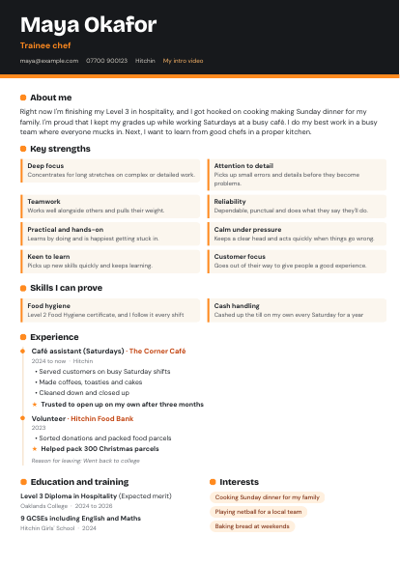 Maya Okafor
Trainee chef
maya@example.com 07700 900123 Hitchin My intro video
About me
Right now I'm finishing my Level 3 in hospitality, and I got hooked on cooking making Sunday dinner for my
family. I'm proud that I kept my grades up while working Saturdays at a busy café. I do my best work in a busy
team where everyone mucks in. Next, I want to learn from good chefs in a proper kitchen.
Key strengths
Deep focus
Concentrates for long stretches on complex or detailed work.
Attention to detail
Picks up small errors and details before they become
problems.
Teamwork
Works well alongside others and pulls their weight.
Reliability
Dependable, punctual and does what they say they'll do.
Practical and hands-on
Learns by doing and is happiest getting stuck in.
Calm under pressure
Keeps a clear head and acts quickly when things go wrong.
Keen to learn
Picks up new skills quickly and keeps learning.
Customer focus
Goes out of their way to give people a good experience.
Skills I can prove
Food hygiene
Level 2 Food Hygiene certificate, and I follow it every shift
Cash handling
Cashed up the till on my own every Saturday for a year
Experience
Café assistant (Saturdays) · The Corner Café
2024 to now · Hitchin
• Served customers on busy Saturday shifts
• Made coffees, toasties and cakes
• Cleaned down and closed up
★ Trusted to open up on my own after three months
Volunteer · Hitchin Food Bank
2023
• Sorted donations and packed food parcels
★ Helped pack 300 Christmas parcels
Reason for leaving: Went back to college
Education and training
Level 3 Diploma in Hospitality (Expected merit)
Oaklands College · 2024 to 2026
9 GCSEs including English and Maths
Hitchin Girls' School · 2024
Interests
Cooking Sunday dinner for my family
Playing netball for a local team
Baking bread at weekends